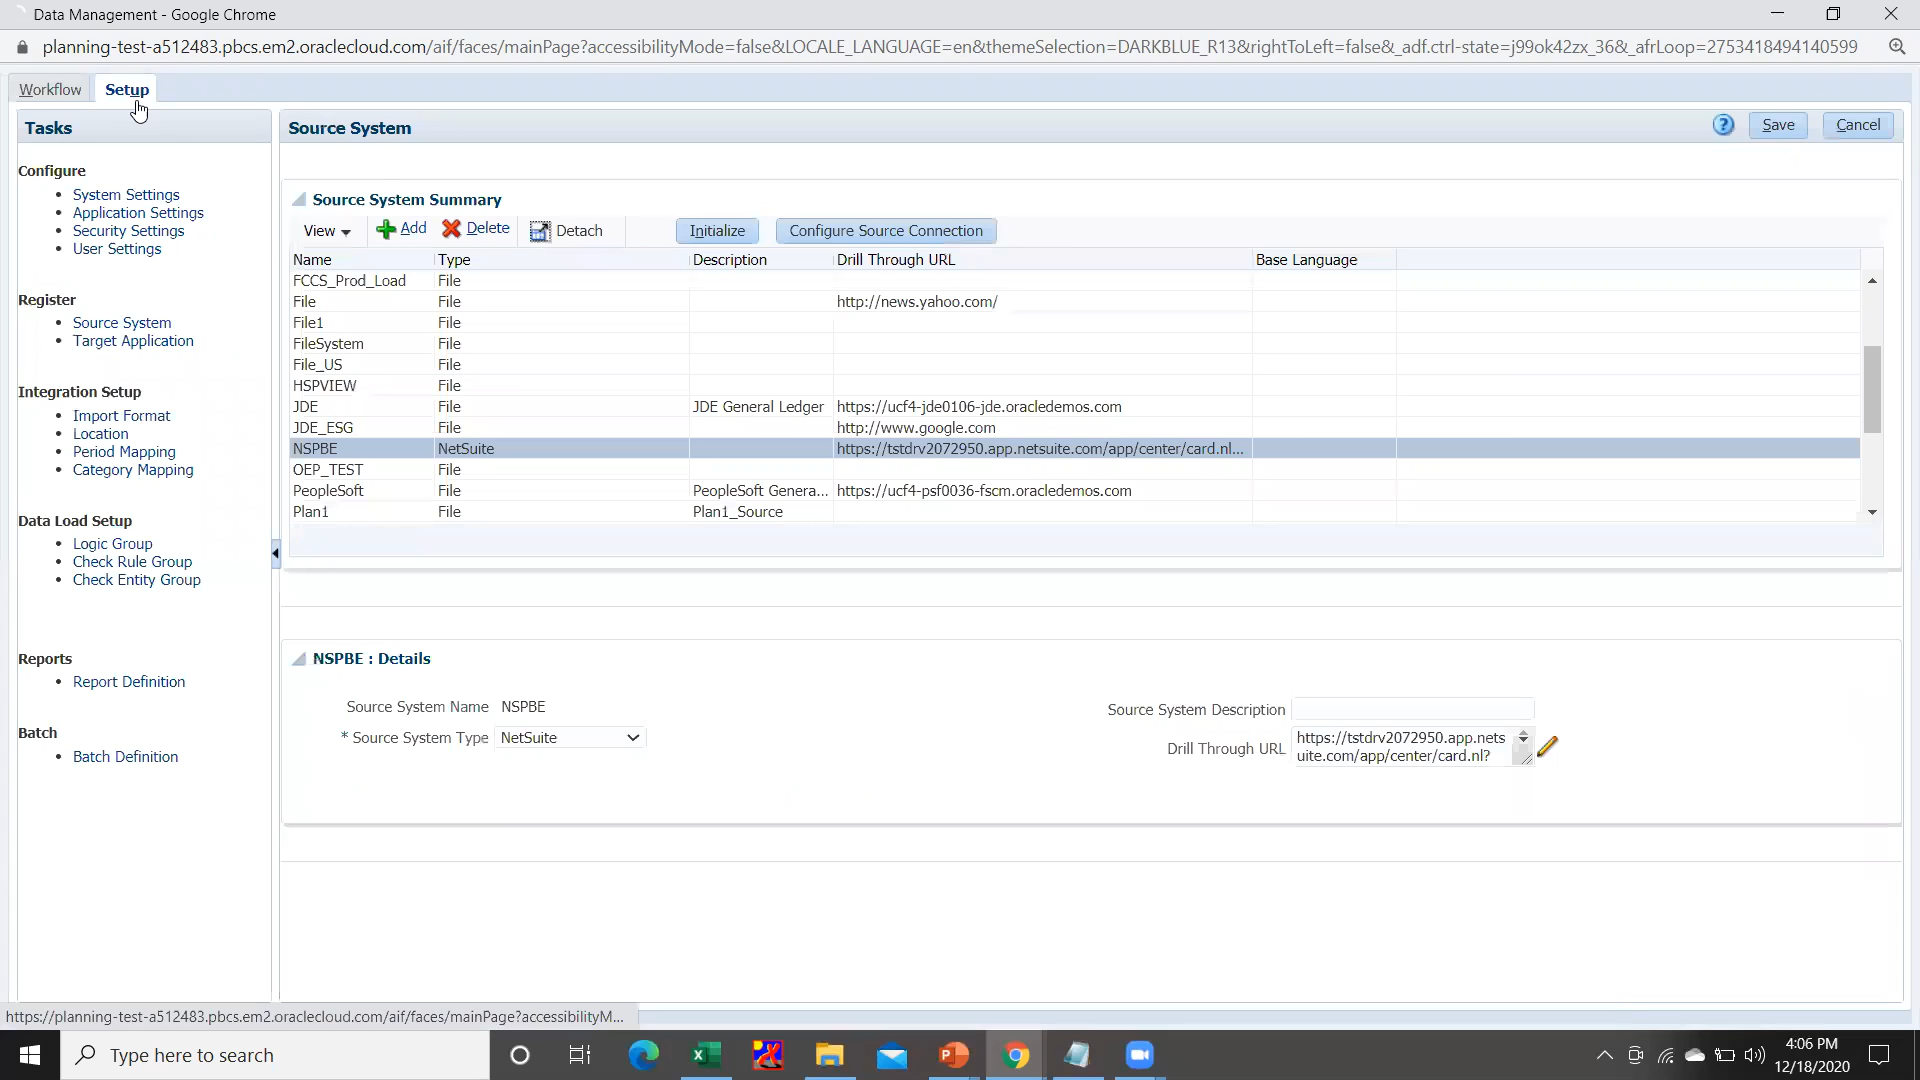 Data Management - Google Chrome
planning-test-a512483.pbcs.em2.oraclecloud.com/aif/faces/mainPage?accessibilityMode=false&LOCALE_LANGUAGE=en&themeSelection=DARKBLUE_R13&rightToLeft=false&_adf.ctrl-state=j99ok42zx_36&_afrLoop=2753418494140599
Workflow Setup
Tasks
Configure
• System Settings
• Application Settings
• Security Settings
• User Settings
Register
• Source System
• Target Application
Integration Setup
• Import Format
• Location
• Period Mapping
• Category Mapping
Data Load Setup
• Logic Group
• Check Rule Group
• Check Entity Group
Reports
• Report Definition
Batch
• Batch Definition
Source System ? Save Cancel
Source System Summary
View Add Delete Detach Initialize Configure Source Connection
Name Type Description Drill Through URL Base Language
FCCS_Prod_Load File
File File http://news.yahoo.com/
File1 File
FileSystem File
File_US File
HSPVIEW File
JDE File JDE General Ledger https://ucf4-jde0106-jde.oracledemos.com
JDE_ESG File http://www.google.com
NSPBE NetSuite https://tstdrv2072950.app.netsuite.com/app/center/card.nl...
OEP_TEST File
PeopleSoft File PeopleSoft Genera... https://ucf4-psf0036-fscm.oracledemos.com
Plan1 File Plan1_Source
NSPBE : Details
Source System Name NSPBE
* Source System Type NetSuite
Source System Description
Drill Through URL https://tstdrv2072950.app.nets
uite.com/app/center/card.nl?
https://planning-test-a512483.pbcs.em2.oraclecloud.com/aif/faces/mainPage?accessibilityM...
Type here to search
4:06 PM
12/18/2020